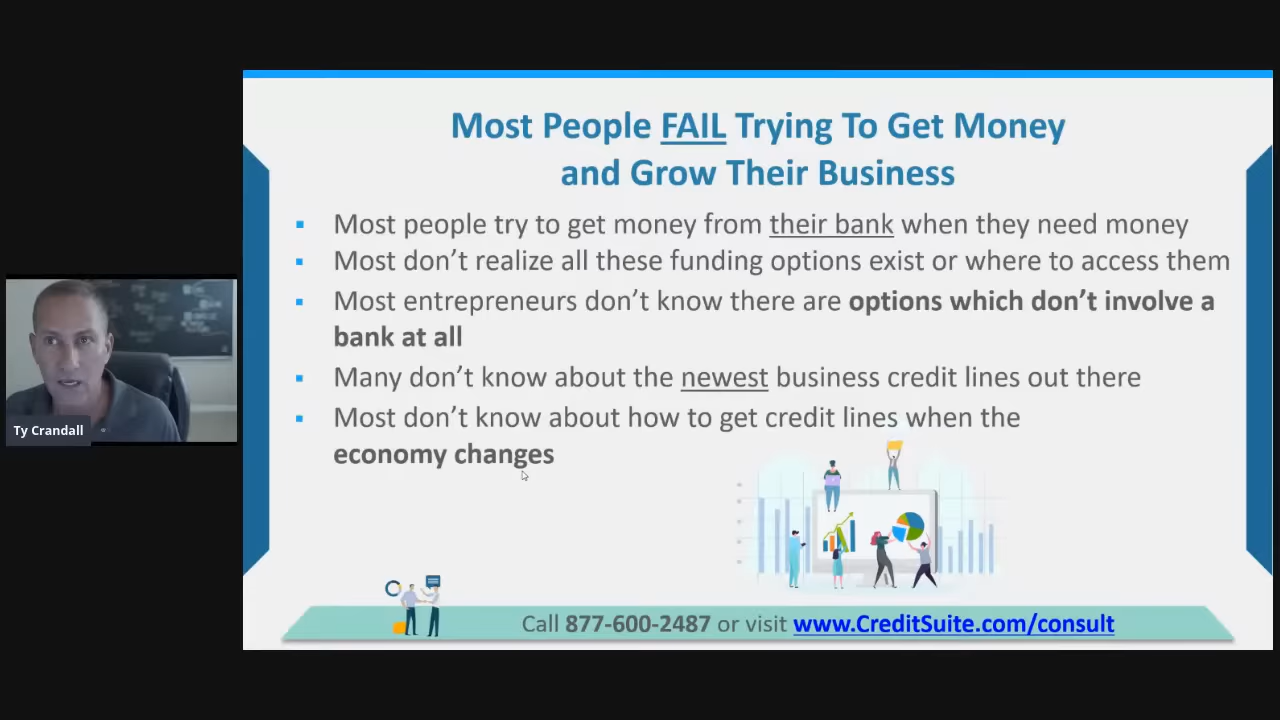 Most People FAIL Trying To Get Money
and Grow Their Business
Most people try to get money from their bank when they need money
Most don't realize all these funding options exist or where to access them
Most entrepreneurs don't know there are options which don't involve a
bank at all
Many don't know about the newest business credit lines out there
Most don't know about how to get credit lines when the
economy changes
Ty Crandall
Call 877-600-2487 or visit www.CreditSuite.com/consult